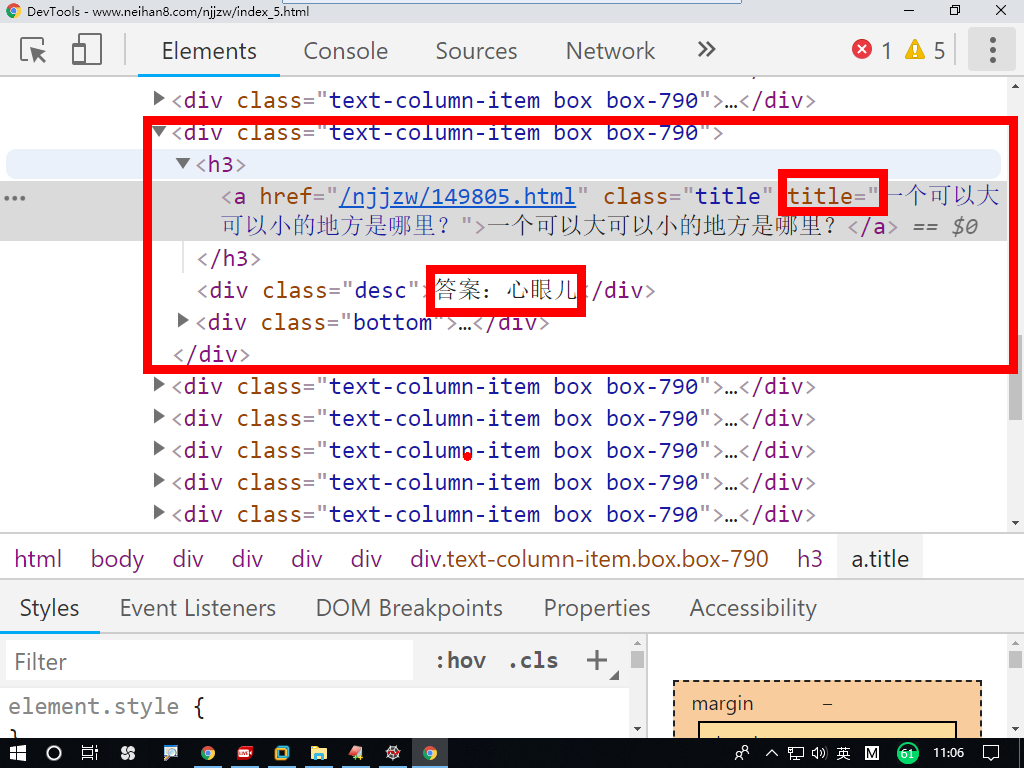 DevTools - www.neihan8.com/njjzw/index_5.html
Elements Console Sources Network » 1 5
<div class="text-column-item box box-790">…</div>
<div class="text-column-item box box-790">
<h3>
<a href="/njjzw/149805.html" class="title" title="一个可以大
可以小的地方是哪里？">一个可以大可以小的地方是哪里？</a> == $0
</h3>
<div class="desc">答案：心眼儿</div>
<div class="bottom">…</div>
</div>
<div class="text-column-item box box-790">…</div>
<div class="text-column-item box box-790">…</div>
<div class="text-column-item box box-790">…</div>
<div class="text-column-item box box-790">…</div>
<div class="text-column-item box box-790">…</div>
html body div div div div div.text-column-item.box.box-790 h3 a.title
Styles Event Listeners DOM Breakpoints Properties Accessibility
Filter :hov .cls +
element.style {
}
margin –
英 M 61 11:06